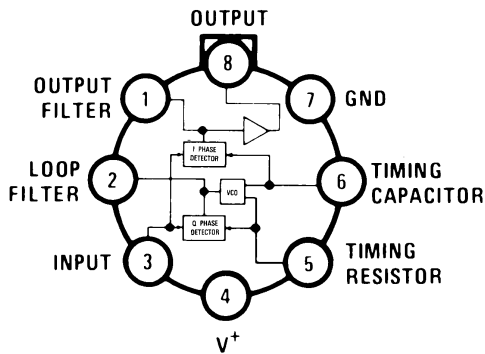 OUTPUT
8
OUTPUT
FILTER
1
7
GND
I PHASE
DETECTOR
LOOP
FILTER
2
VCO
6
TIMING
CAPACITOR
Q PHASE
DETECTOR
INPUT
3
5
TIMING
RESISTOR
4
V+